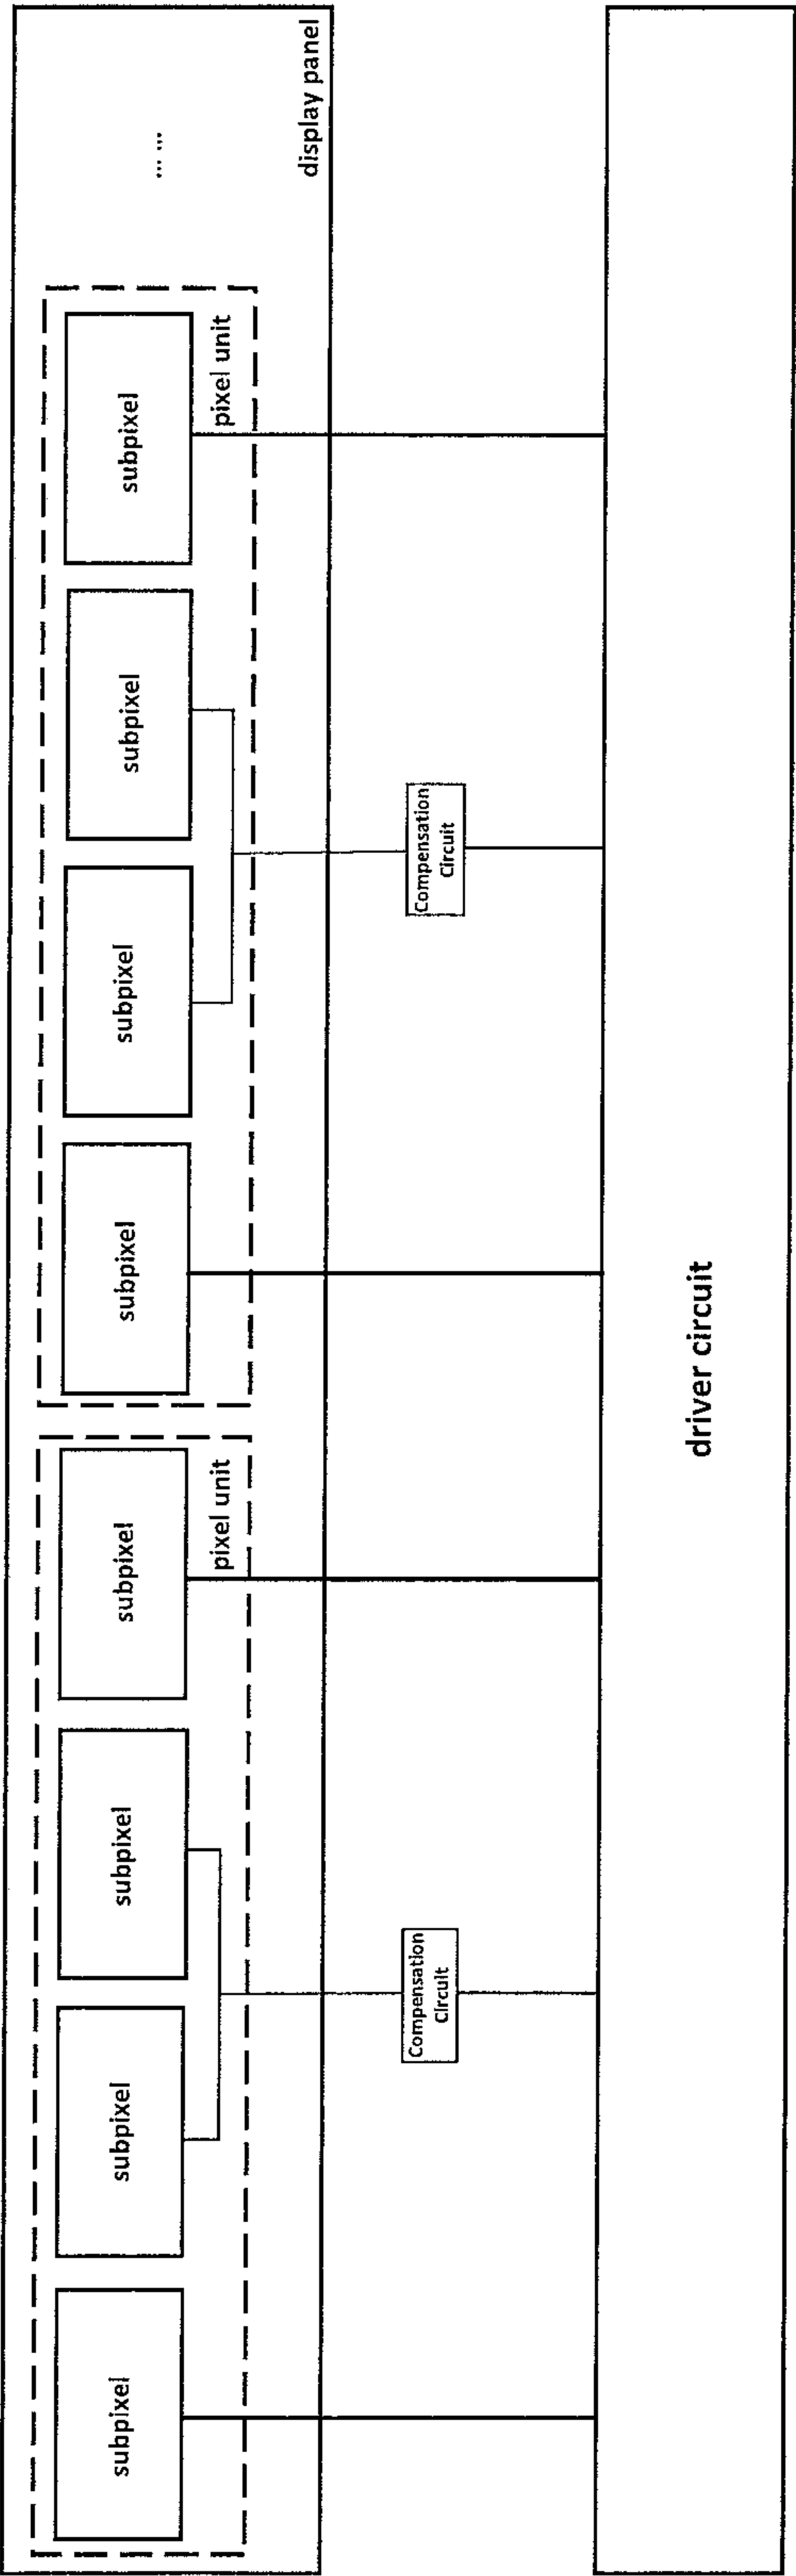 subpixel
subpixel
subpixel
subpixel
pixel unit
subpixel
subpixel
subpixel
subpixel
pixel unit
... ...
display panel
Compensation
Circuit
Compensation
Circuit
driver circuit